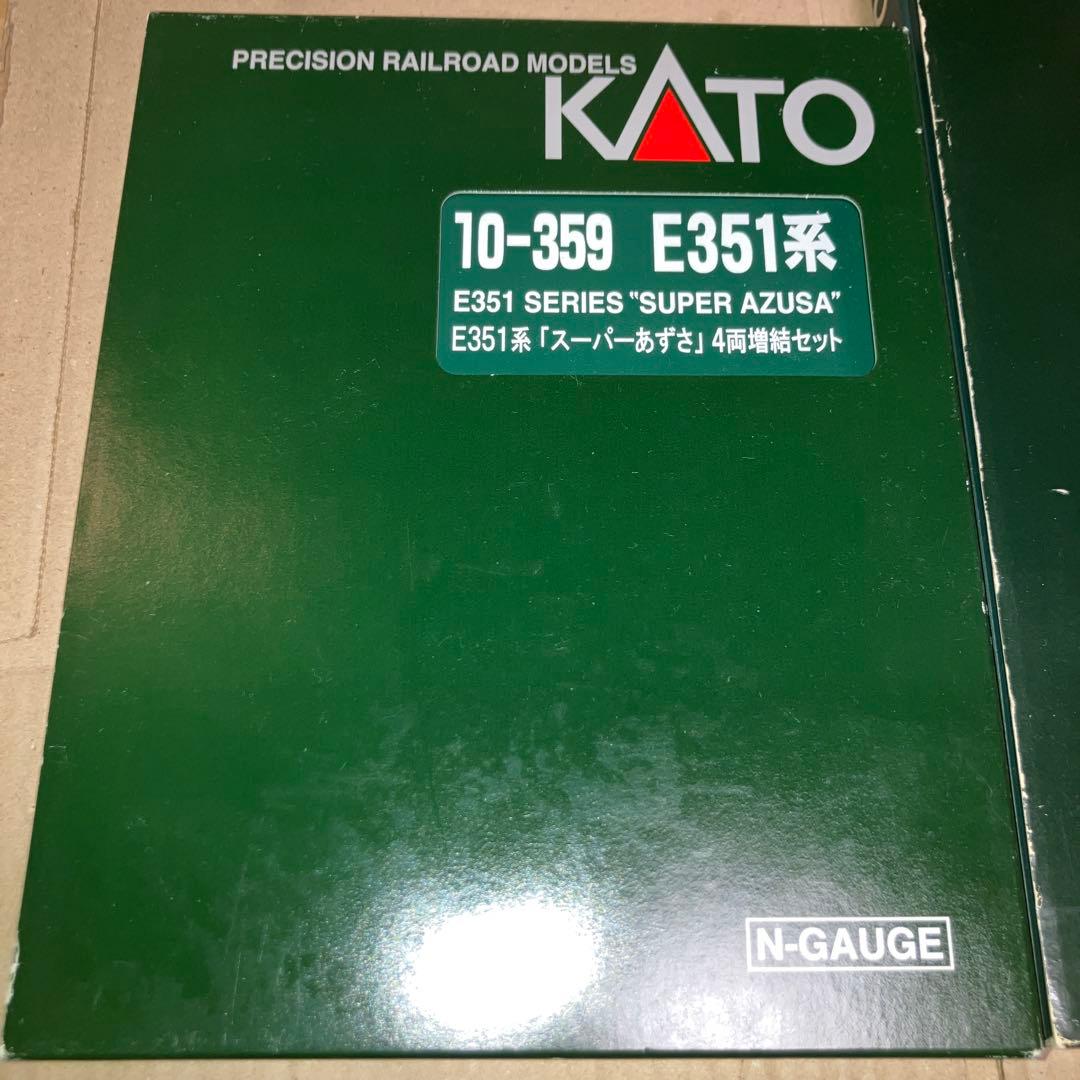 PRECISION RAILROAD MODELS
KATO
10-359 E351系
E351 SERIES "SUPER AZUSA"
E351系「スーパーあずさ」4両増結セット
N-GAUGE